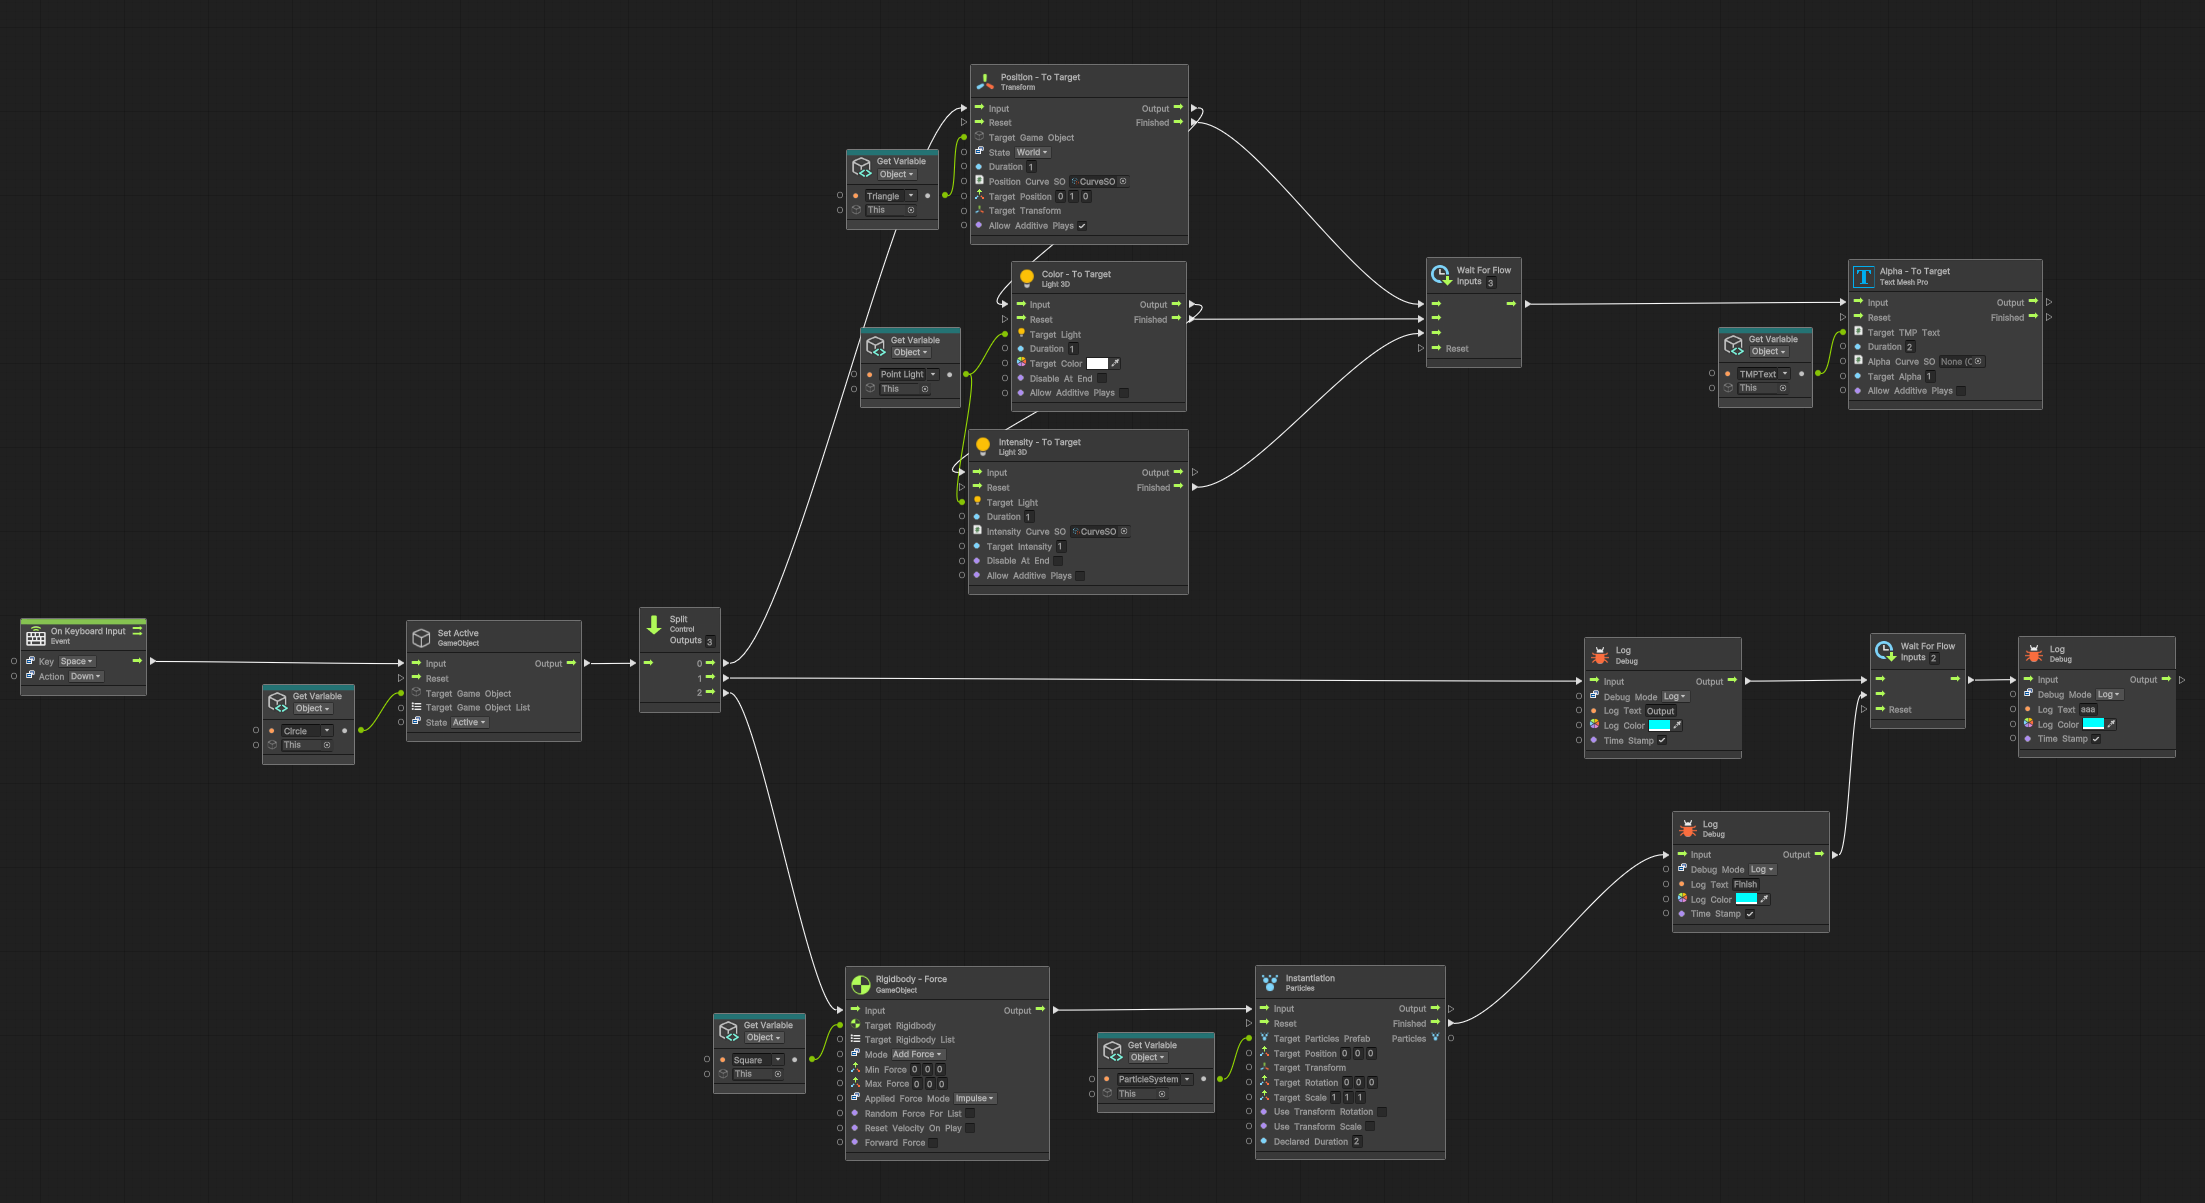 Position - To Target
Transform
Input Output
Reset Finished
Target Game Object
State World
Duration 1
Position Curve SO CurveSO
Target Position 0 1 0
Target Transform
Allow Additive Plays
Get Variable
Object
Triangle
This
Color - To Target
Light 3D
Input Output
Reset Finished
Target Light
Duration 1
Target Color
Disable At End
Allow Additive Plays
Get Variable
Object
Point Light
This
Intensity - To Target
Light 3D
Input Output
Reset Finished
Target Light
Duration 1
Intensity Curve SO CurveSO
Target Intensity 1
Disable At End
Allow Additive Plays
Wait For Flow
Inputs 3
Reset
Alpha - To Target
Text Mesh Pro
Input Output
Reset Finished
Target TMP Text
Duration 2
Alpha Curve SO None (C
Target Alpha 1
Allow Additive Plays
Get Variable
Object
TMPText
This
On Keyboard Input
Event
Key Space
Action Down
Get Variable
Object
Circle
This
Set Active
GameObject
Input Output
Reset
Target Game Object
Target Game Object List
State Active
Split
Control
Outputs 3
0
1
2
Log
Debug
Input Output
Debug Mode Log
Log Text Output
Log Color
Time Stamp
Wait For Flow
Inputs 2
Reset
Log
Debug
Input Output
Debug Mode Log
Log Text aaa
Log Color
Time Stamp
Log
Debug
Input Output
Debug Mode Log
Log Text Finish
Log Color
Time Stamp
Get Variable
Object
Square
This
Rigidbody - Force
GameObject
Input Output
Target Rigidbody
Target Rigidbody List
Mode Add Force
Min Force 0 0 0
Max Force 0 0 0
Applied Force Mode Impulse
Random Force For List
Reset Velocity On Play
Forward Force
Get Variable
Object
ParticleSystem
This
Instantiation
Particles
Input Output
Reset Finished
Target Particles Prefab Particles
Target Position 0 0 0
Target Transform
Target Rotation 0 0 0
Target Scale 1 1 1
Use Transform Rotation
Use Transform Scale
Declared Duration 2